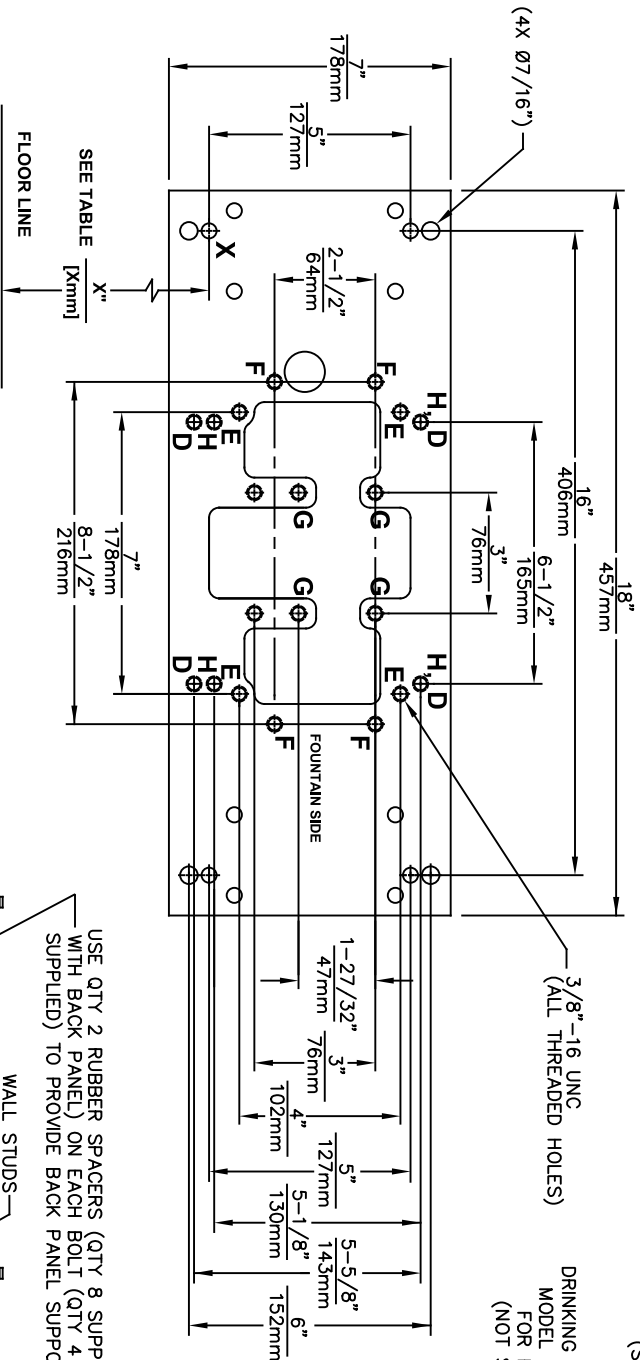 (4X Ø7/16")
7"
178mm
5"
127mm
SEE TABLE
X"
[Xmm]
FLOOR LINE
X
2-1/2"
64mm
18"
457mm
16"
406mm
6-1/2"
165mm
3"
76mm
F
F
H, D
E
E
H
D
G
G
G
G
H, D
E
E
H
D
F
F
FOUNTAIN SIDE
7"
178mm
8-1/2"
216mm
3/8"-16 UNC
(ALL THREADED HOLES)
1-27/32"
47mm
3"
76mm
4"
102mm
5"
127mm
5-1/8"
130mm
5-5/8"
143mm
6"
152mm
DRINKING
MODEL
FOR
(NOT
USE QTY 2 RUBBER SPACERS (QTY 8
WITH BACK PANEL) ON EACH BOLT (QTY 4
SUPPLIED) TO PROVIDE BACK PANEL
WALL STUDS